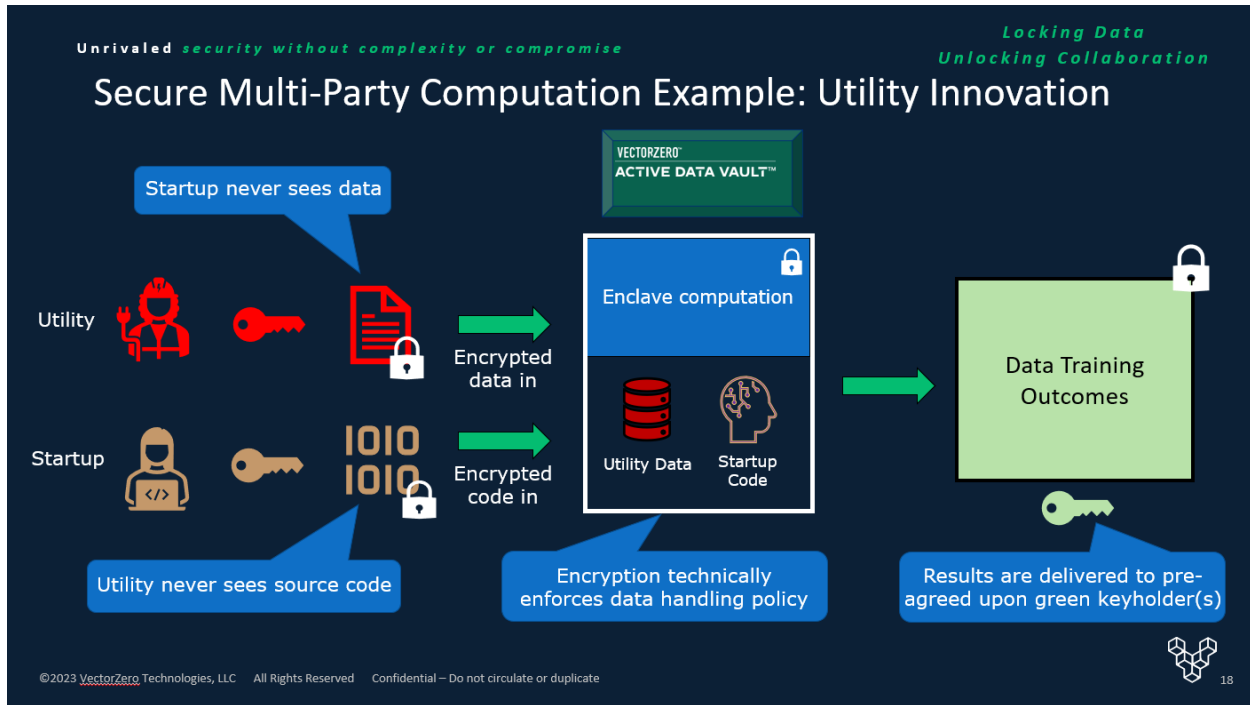 Unrivaled security without complexity or compromise
Locking Data
Unlocking Collaboration
Secure Multi-Party Computation Example: Utility Innovation
VECTORZERO™
ACTIVE DATA VAULT™
Startup never sees data
Enclave computation
Utility
Encrypted
data in
Data Training
Outcomes
Startup
1010
1010
</>
Encrypted
code in
Utility Data
Startup
Code
Utility never sees source code
Encryption technically
enforces data handling policy
Results are delivered to pre-
agreed upon green keyholder(s)
©2023 VectorZero Technologies, LLC All Rights Reserved Confidential – Do not circulate or duplicate
18